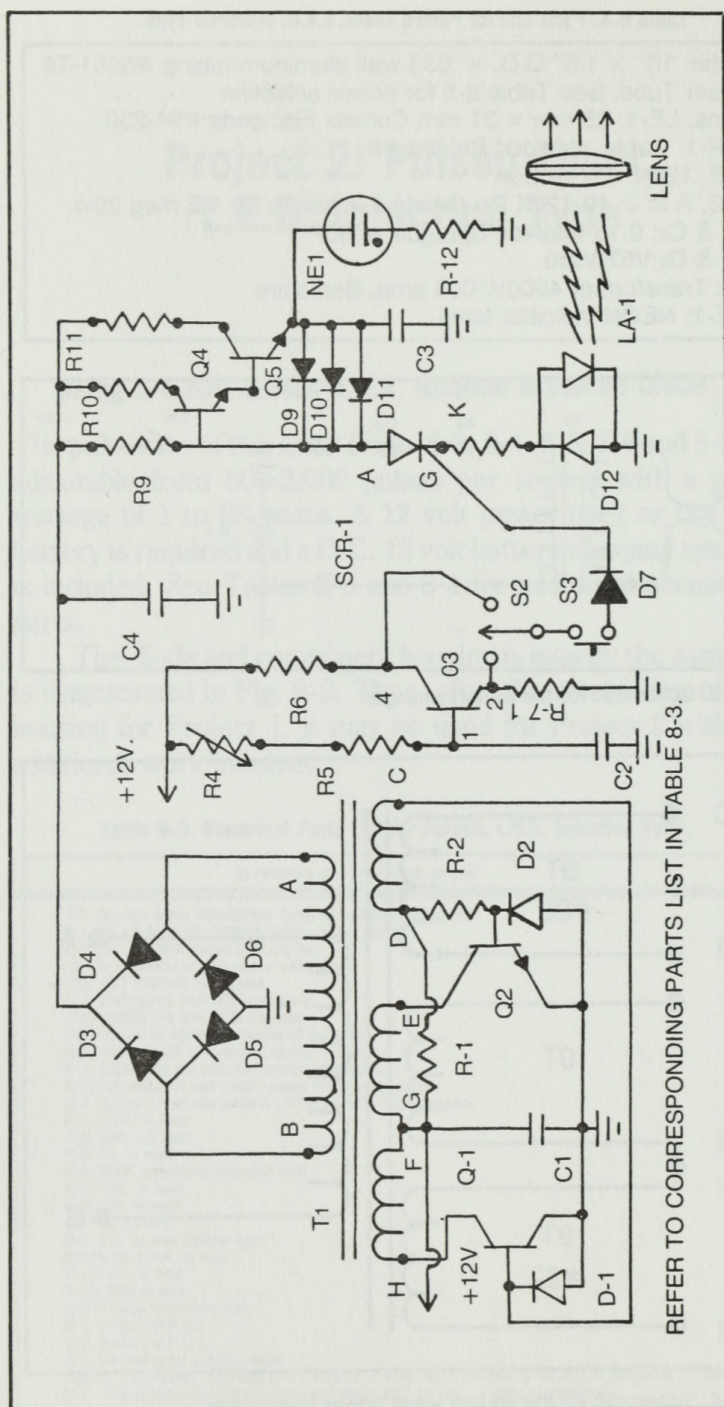 D3
D4
D5
D6
B
A
T1
H
F
G
E
D
C
+12V
Q-1
R-1
R-2
D2
Q2
D-1
C1
+12V.
R4
C4
R5
R6
4
03
2
R-7-1
C2
S2
S3
D7
SCR-1
R9
R10
R11
Q4
Q5
D9
D10
D11
A
G
K
C3
NE1
R-12
D12
LA-1
LENS
REFER TO CORRESPONDING PARTS LIST IN TABLE 8-3.